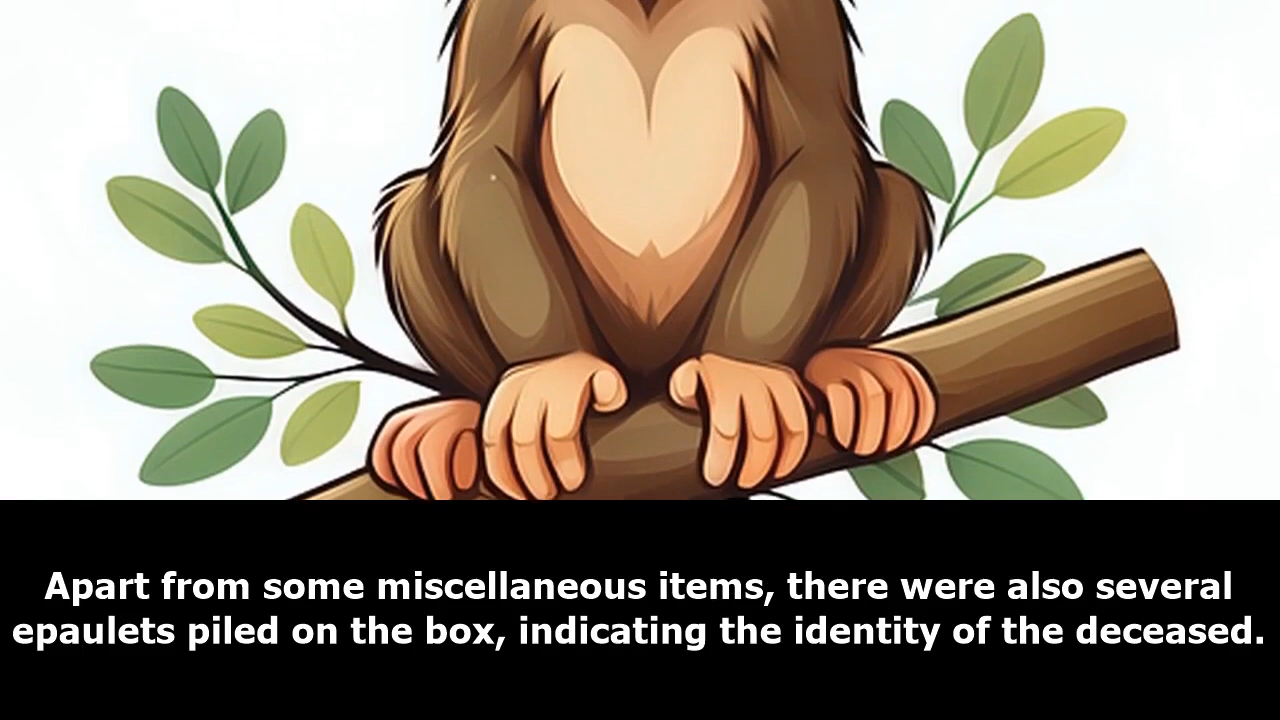 Apart from some miscellaneous items, there were also several
epaulets piled on the box, indicating the identity of the deceased.